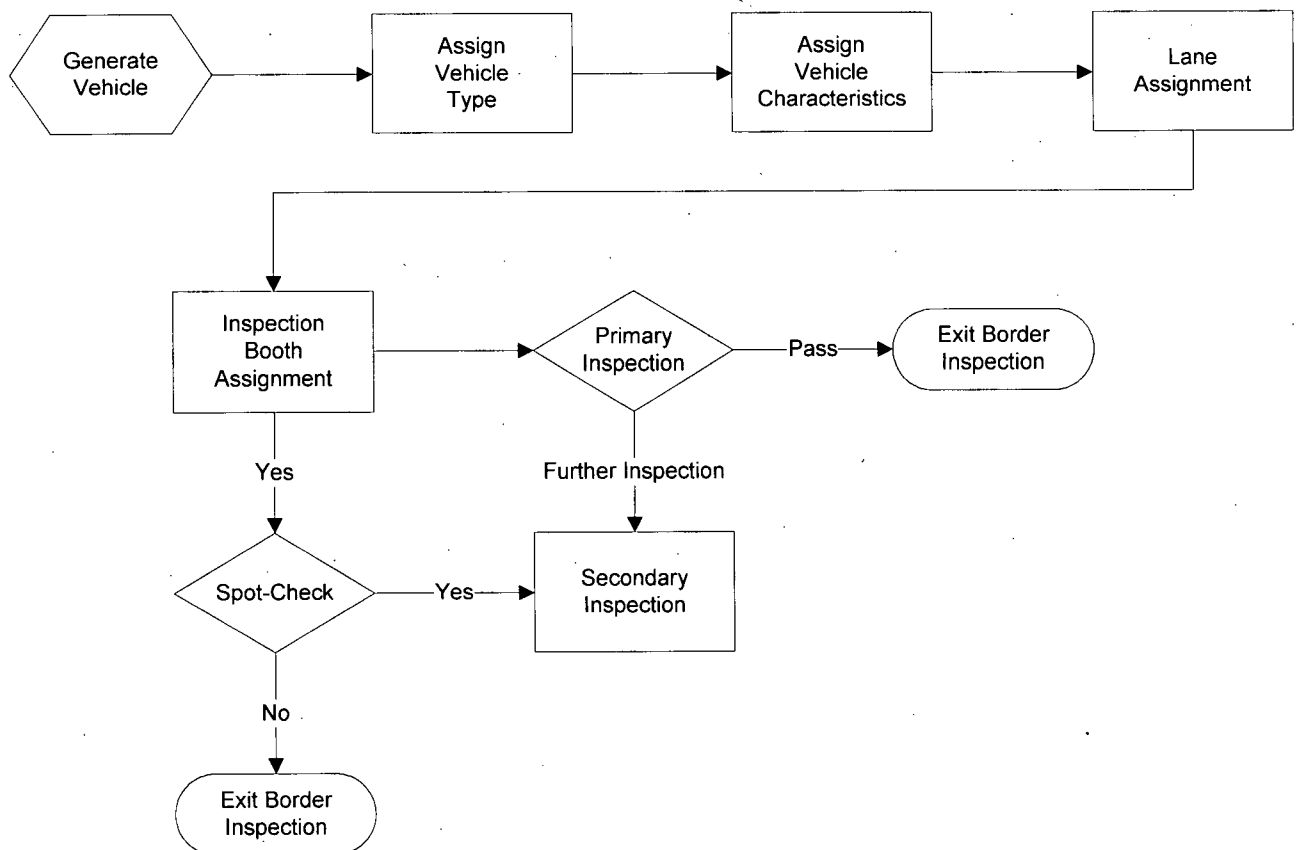 Generate
Vehicle
Assign
Vehicle
Type
Assign
Vehicle
Characteristics
Lane
Assignment
Inspection
Booth
Assignment
Primary
Inspection
Pass
Exit Border
Inspection
Yes
Further Inspection
Spot-Check
Yes
Secondary
Inspection
No
Exit Border
Inspection